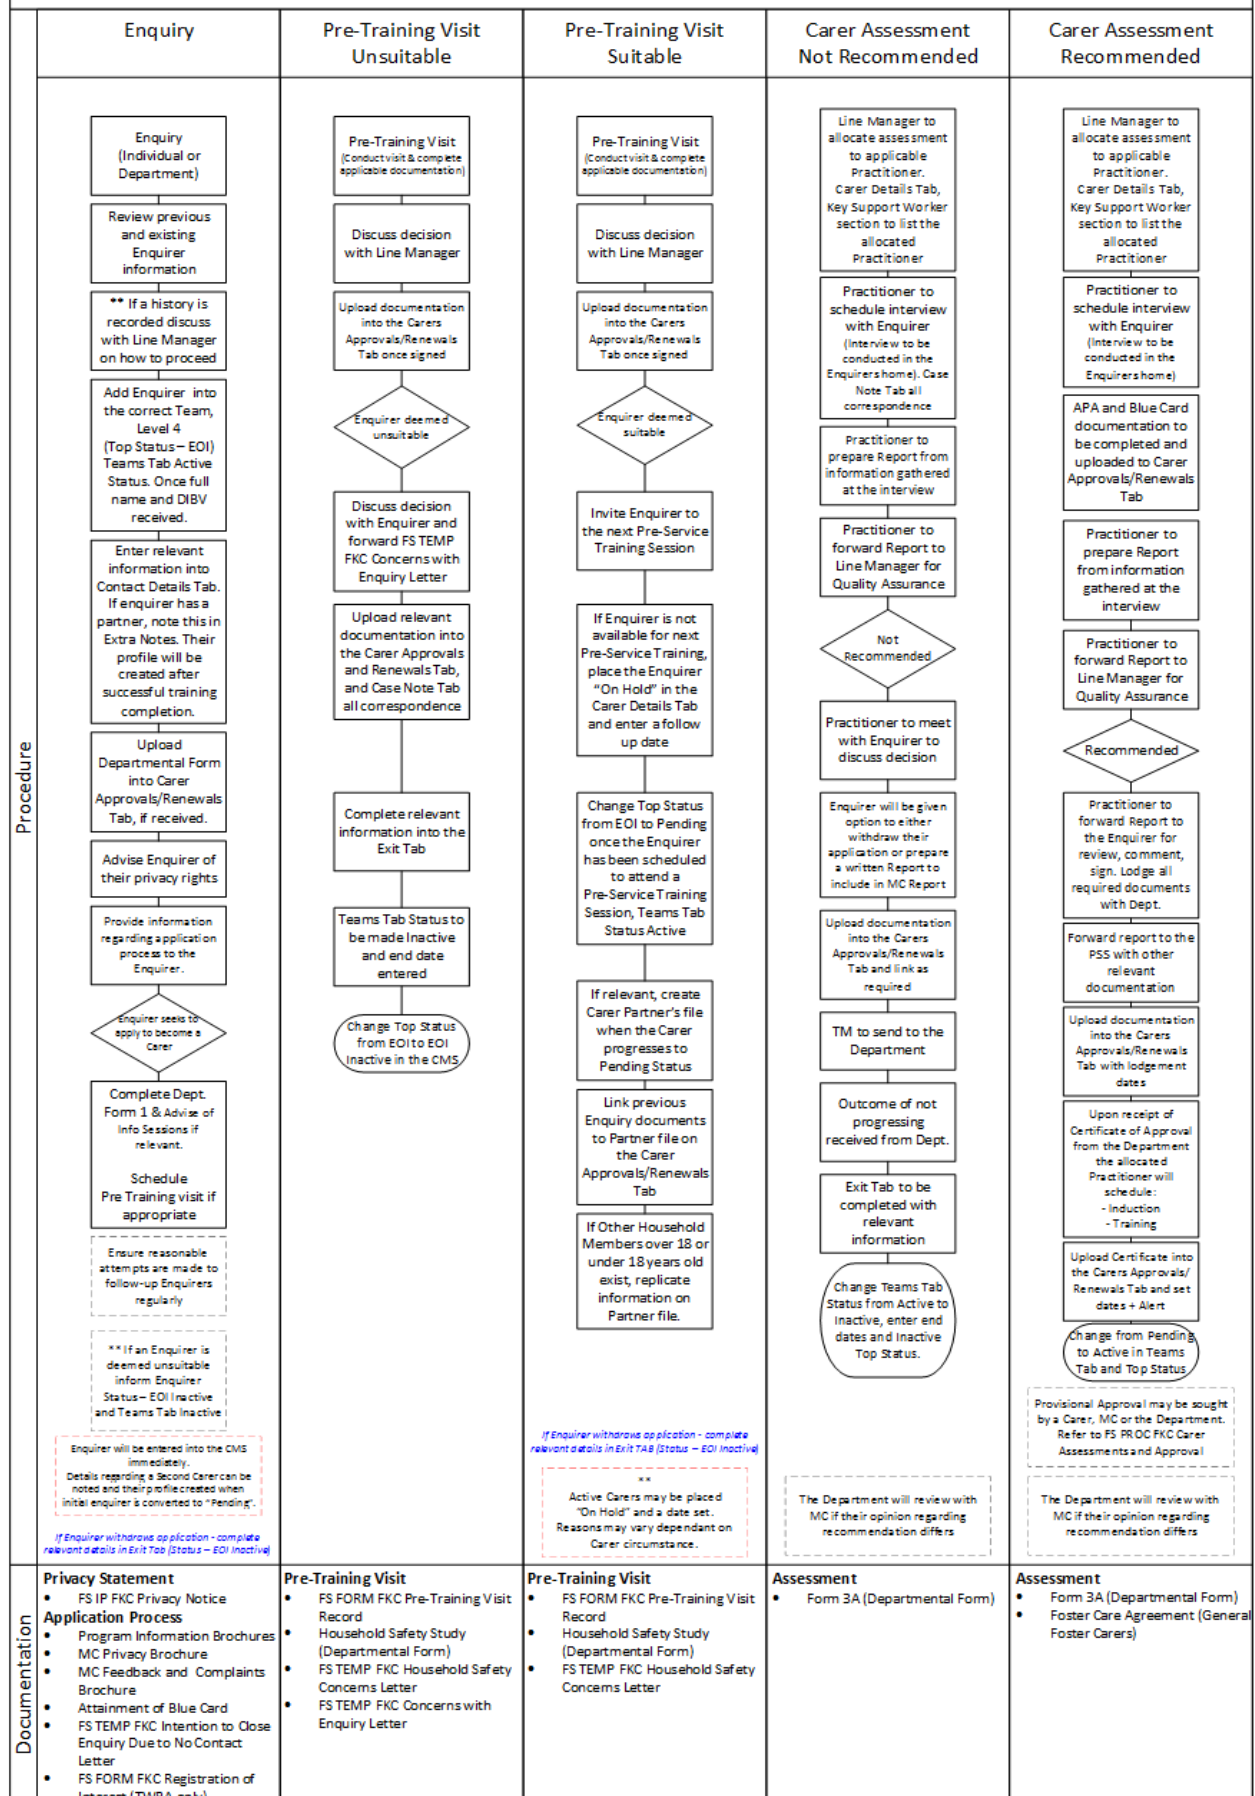 Enquiry
Pre-Training Visit
Unsuitable
Pre-Training Visit
Suitable
Carer Assessment
Not Recommended
Carer Assessment
Recommended
Procedure
Enquiry
(Individual or
Department)
Review previous
and existing
Enquirer
information
** If a history is
recorded discuss
with Line Manager
on how to proceed
Add Enquirer into
the correct Team,
Level 4
(Top Status – EOI)
Teams Tab Active
Status. Once full
name and DIBV
received.
Enter relevant
information into
Contact Details Tab.
If enquirer has a
partner, note this in
Extra Notes. Their
profile will be
created after
successful training
completion.
Upload
Departmental Form
into Carer
Approvals/Renewals
Tab, if received.
Advise Enquirer of
their privacy rights
Provide information
regarding application
process to the
Enquirer.
Enquirer seeks to
apply to become a
Carer
Complete Dept.
Form 1 & Advise of
Info Sessions if
relevant.
Schedule
Pre Training visit if
appropriate
Ensure reasonable
attempts are made to
follow-up Enquirers
regularly
** If an Enquirer is
deemed unsuitable
inform Enquirer
Status – EOI Inactive
and Teams Tab Inactive
Enquirer will be entered into the CMS
immediately.
Details regarding a Second Carer can be
noted and their profile created when
initial enquirer is converted to "Pending".
If Enquirer withdraws application - complete
relevant details in Exit Tab (Status – EOI Inactive)
Pre-Training Visit
(Conduct visit & complete
applicable documentation)
Discuss decision
with Line Manager
Upload documentation
into the Carers
Approvals/Renewals
Tab once signed
Enquirer deemed
unsuitable
Discuss decision
with Enquirer and
forward FS TEMP
FKC Concerns with
Enquiry Letter
Upload relevant
documentation into
the Carer Approvals
and Renewals Tab,
and Case Note Tab
all correspondence
Complete relevant
information into the
Exit Tab
Teams Tab Status to
be made Inactive
and end date
entered
Change Top Status
from EOI to EOI
Inactive in the CMS
Pre-Training Visit
(Conduct visit & complete
applicable documentation)
Discuss decision
with Line Manager
Upload documentation
into the Carers
Approvals/Renewals
Tab once signed
Enquirer deemed
suitable
Invite Enquirer to
the next Pre-Service
Training Session
If Enquirer is not
available for next
Pre-Service Training,
place the Enquirer
"On Hold" in the
Carer Details Tab
and enter a follow
up date
Change Top Status
from EOI to Pending
once the Enquirer
has been scheduled
to attend a
Pre-Service Training
Session, Teams Tab
Status Active
If relevant, create
Carer Partner's file
when the Carer
progresses to
Pending Status
Link previous
Enquiry documents
to Partner file on
the Carer
Approvals/Renewals
Tab
If Other Household
Members over 18 or
under 18 years old
exist, replicate
information on
Partner file.
If Enquirer withdraws application - complete
relevant details in Exit TAB (Status – EOI Inactive)
**
Active Carers may be placed
"On Hold" and a date set.
Reasons may vary dependant on
Carer circumstance.
Line Manager to
allocate assessment
to applicable
Practitioner.
Carer Details Tab,
Key Support Worker
section to list the
allocated
Practitioner
Practitioner to
schedule interview
with Enquirer
(Interview to be
conducted in the
Enquirers home). Case
Note Tab all
correspondence
Practitioner to
prepare Report from
information gathered
at the interview
Practitioner to
forward Report to
Line Manager for
Quality Assurance
Not
Recommended
Practitioner to meet
with Enquirer to
discuss decision
Enquirer will be given
option to either
withdraw their
application or prepare
a written Report to
include in MC Report
Upload documentation
into the Carers
Approvals/Renewals
Tab and link as
required
TM to send to the
Department
Outcome of not
progressing
received from Dept.
Exit Tab to be
completed with
relevant
information
Change Teams Tab
Status from Active to
Inactive, enter end
dates and Inactive
Top Status.
The Department will review with
MC if their opinion regarding
recommendation differs
Line Manager to
allocate assessment
to applicable
Practitioner.
Carer Details Tab,
Key Support Worker
section to list the
allocated
Practitioner
Practitioner to
schedule interview
with Enquirer
(Interview to be
conducted in the
Enquirers home)
APA and Blue Card
documentation to
be completed and
uploaded to Carer
Approvals/Renewals
Tab
Practitioner to
prepare Report
from information
gathered at the
interview
Practitioner to
forward Report to
Line Manager for
Quality Assurance
Recommended
Practitioner to
forward Report to
the Enquirer for
review, comment,
sign. Lodge all
required documents
with Dept.
Forward report to the
PSS with other
relevant
documentation
Upload documentation
into the Carers
Approvals/Renewals
Tab with lodgement
dates
Upon receipt of
Certificate of Approval
from the Department
the allocated
Practitioner will
schedule:
- Induction
- Training
Upload Certificate into
the Carers Approvals/
Renewals Tab and set
dates + Alert
Change from Pending
to Active in Teams
Tab and Top Status
Provisional Approval may be sought
by a Carer, MC or the Department.
Refer to FS PROC FKC Carer
Assessments and Approval
The Department will review with
MC if their opinion regarding
recommendation differs
Documentation
Privacy Statement
• FS IP FKC Privacy Notice
Application Process
• Program Information Brochures
• MC Privacy Brochure
• MC Feedback and Complaints
Brochure
• Attainment of Blue Card
• FS TEMP FKC Intention to Close
Enquiry Due to No Contact
Letter
• FS FORM FKC Registration of
Interest (TWBA only)
Pre-Training Visit
• FS FORM FKC Pre-Training Visit
Record
• Household Safety Study
(Departmental Form)
• FS TEMP FKC Household Safety
Concerns Letter
• FS TEMP FKC Concerns with
Enquiry Letter
Pre-Training Visit
• FS FORM FKC Pre-Training Visit
Record
• Household Safety Study
(Departmental Form)
• FS TEMP FKC Household Safety
Concerns Letter
Assessment
• Form 3A (Departmental Form)
Assessment
• Form 3A (Departmental Form)
• Foster Care Agreement (General
Foster Carers)